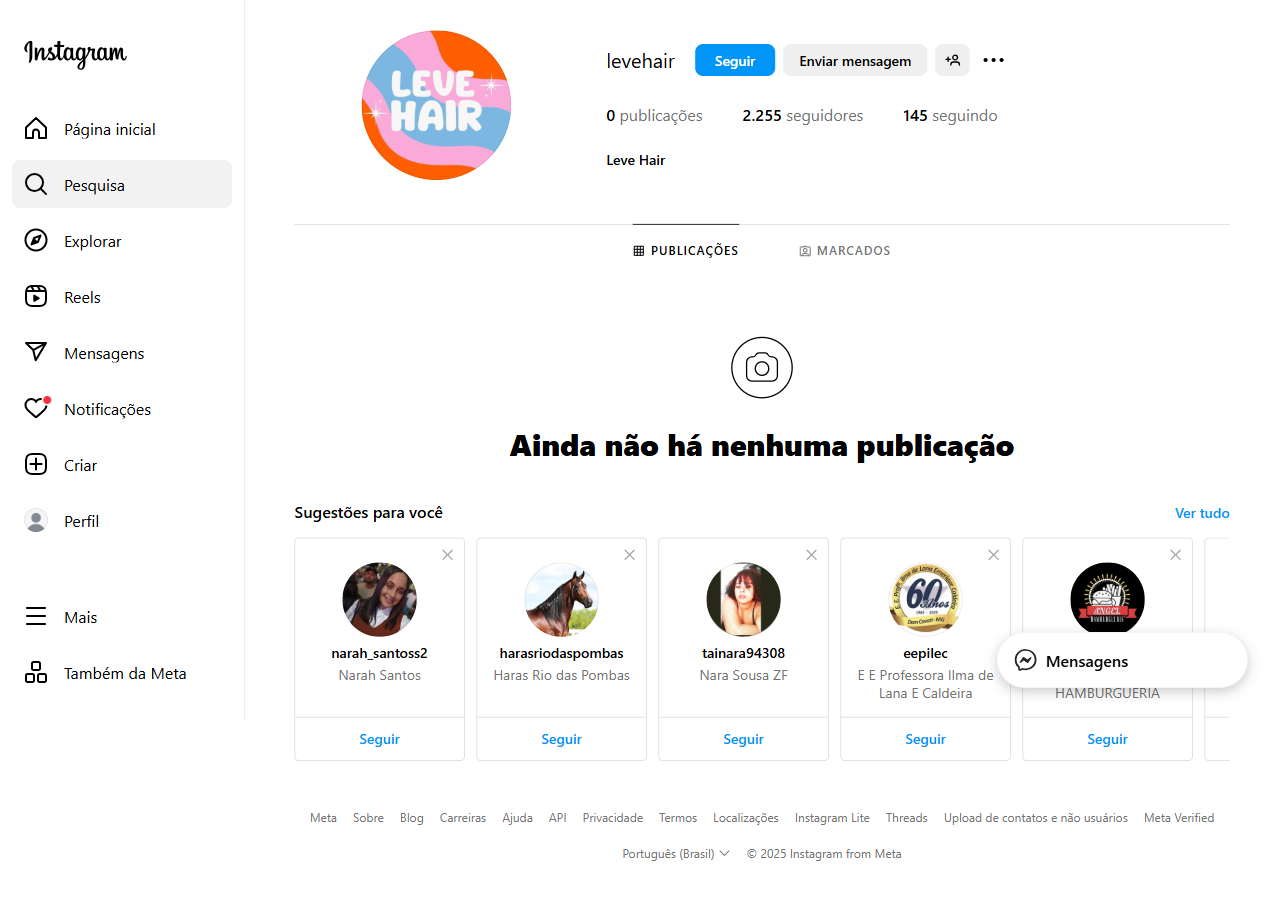 Instagram
Página inicial
Pesquisa
Explorar
Reels
Mensagens
Notificações
Criar
Perfil
Mais
Também da Meta
LEVE
HAIR
levehair Seguir Enviar mensagem
0 publicações 2.255 seguidores 145 seguindo
Leve Hair
PUBLICAÇÕES MARCADOS
Ainda não há nenhuma publicação
Sugestões para você Ver tudo
narah_santoss2
Narah Santos
Seguir
harasriodaspombas
Haras Rio das Pombas
Seguir
tainara94308
Nara Sousa ZF
Seguir
60 Anos
eepilec
E E Professora Ilma de
Lana E Caldeira
Seguir
ANGEL
HAMBURGUERIA
HAMBURGUERIA
Seguir
Mensagens
Meta Sobre Blog Carreiras Ajuda API Privacidade Termos Localizações Instagram Lite Threads Upload de contatos e não usuários Meta Verified
Português (Brasil) © 2025 Instagram from Meta